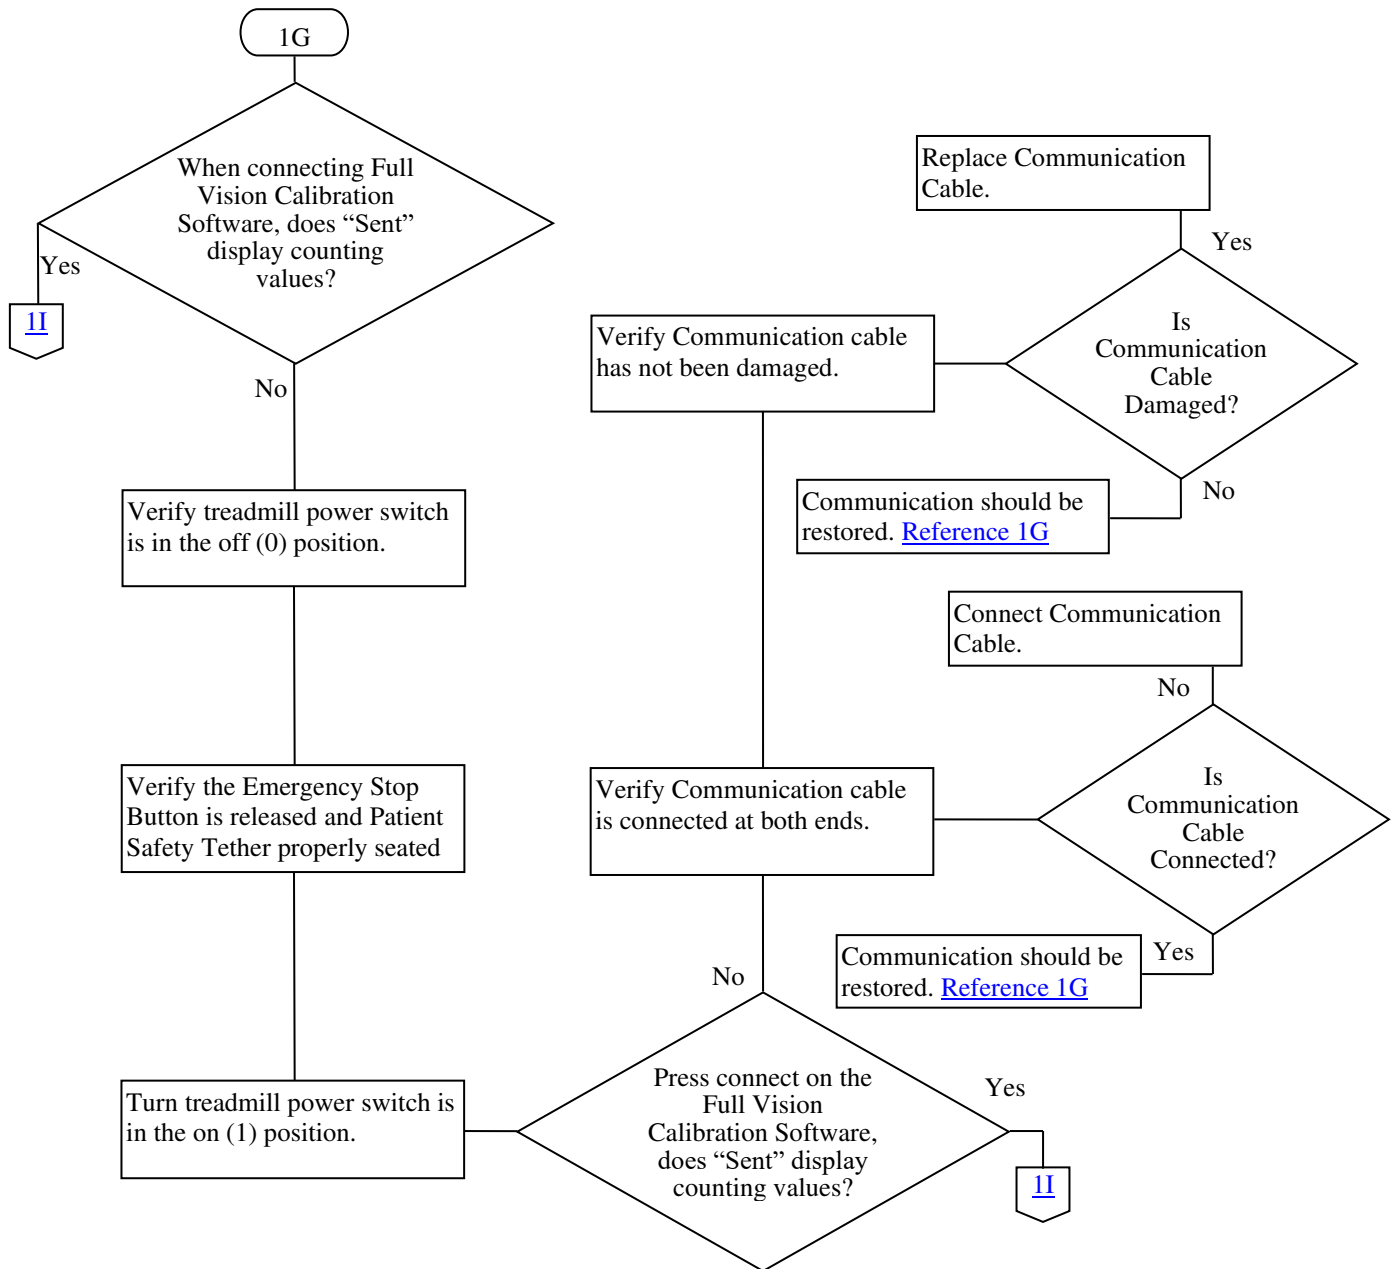 1G
When connecting Full
Vision Calibration
Software, does “Sent”
display counting
values?
Yes
1I
No
Verify treadmill power switch
is in the off (0) position.
Verify the Emergency Stop
Button is released and Patient
Safety Tether properly seated
Turn treadmill power switch is
in the on (1) position.
Press connect on the
Full Vision
Calibration Software,
does “Sent” display
counting values?
Yes
1I
No
Verify Communication cable
is connected at both ends.
Is
Communication
Cable
Connected?
No
Connect Communication
Cable.
Yes
Communication should be
restored. Reference 1G
Verify Communication cable
has not been damaged.
Is
Communication
Cable
Damaged?
Yes
Replace Communication
Cable.
No
Communication should be
restored. Reference 1G